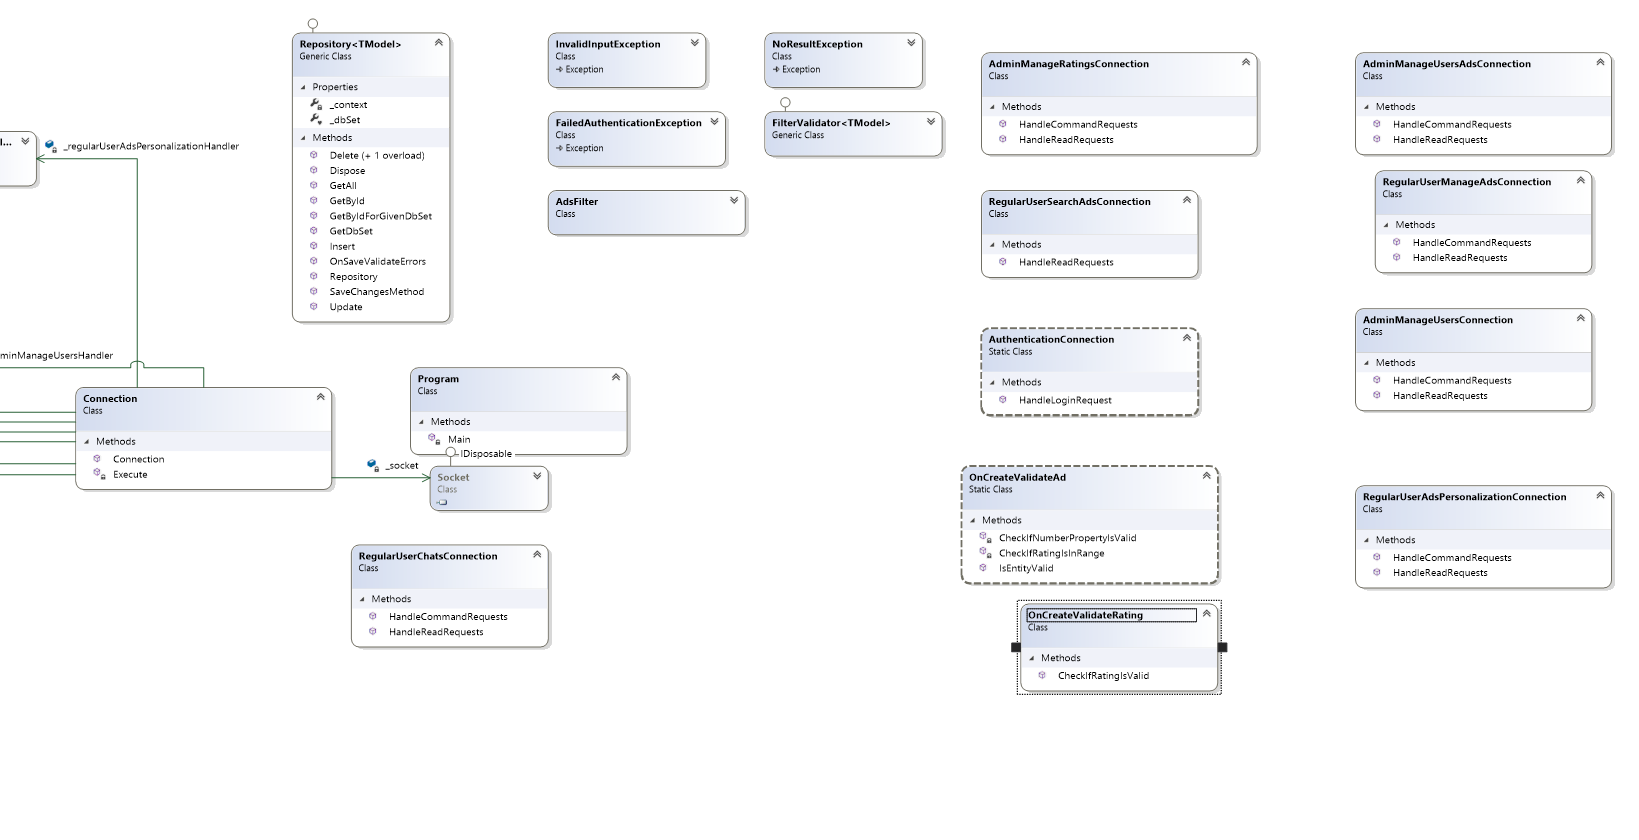 l...
_regularUserAdsPersonalizationHandler
Repository<TModel>
Generic Class
Properties
_context
_dbSet
Methods
Delete (+ 1 overload)
Dispose
GetAll
GetById
GetByIdForGivenDbSet
GetDbSet
Insert
OnSaveValidateErrors
Repository
SaveChangesMethod
Update
InvalidInputException
Class
Exception
NoResultException
Class
Exception
FailedAuthenticationException
Class
Exception
FilterValidator<TModel>
Generic Class
AdsFilter
AdminManageRatingsConnection
Class
Methods
HandleCommandRequests
HandleReadRequests
AdminManageUsersAdsConnection
Class
Methods
HandleCommandRequests
HandleReadRequests
RegularUserSearchAdsConnection
Class
Methods
HandleReadRequests
RegularUserManageAdsConnection
Class
Methods
HandleCommandRequests
HandleReadRequests
AuthenticationConnection
Static Class
Methods
HandleLoginRequest
AdminManageUsersConnection
Class
Methods
HandleCommandRequests
HandleReadRequests
minManageUsersHandler
Connection
Class
Methods
Connection
Execute
Program
Class
Methods
Main
IDisposable
_socket
Socket
Class
RegularUserChatsConnection
Class
Methods
HandleCommandRequests
HandleReadRequests
OnCreateValidateAd
Static Class
Methods
CheckIfNumberPropertyIsValid
CheckIfRatingIsInRange
IsEntityValid
RegularUserAdsPersonalizationConnection
Class
Methods
HandleCommandRequests
HandleReadRequests
OnCreateValidateRating
Class
Methods
CheckIfRatingIsValid